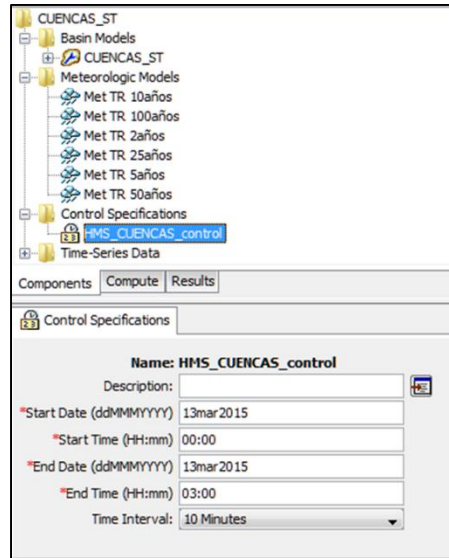 CUENCAS_ST
Basin Models
CUENCAS_ST
Meteorologic Models
Met TR 10años
Met TR 100años
Met TR 2años
Met TR 25años
Met TR 5años
Met TR 50años
Control Specifications
HMS_CUENCAS_control
Time-Series Data
Components Compute Results
Control Specifications
Name: HMS_CUENCAS_control
Description:
*Start Date (ddMMMYYYY) 13mar2015
*Start Time (HH:mm) 00:00
*End Date (ddMMMYYYY) 13mar2015
*End Time (HH:mm) 03:00
Time Interval: 10 Minutes